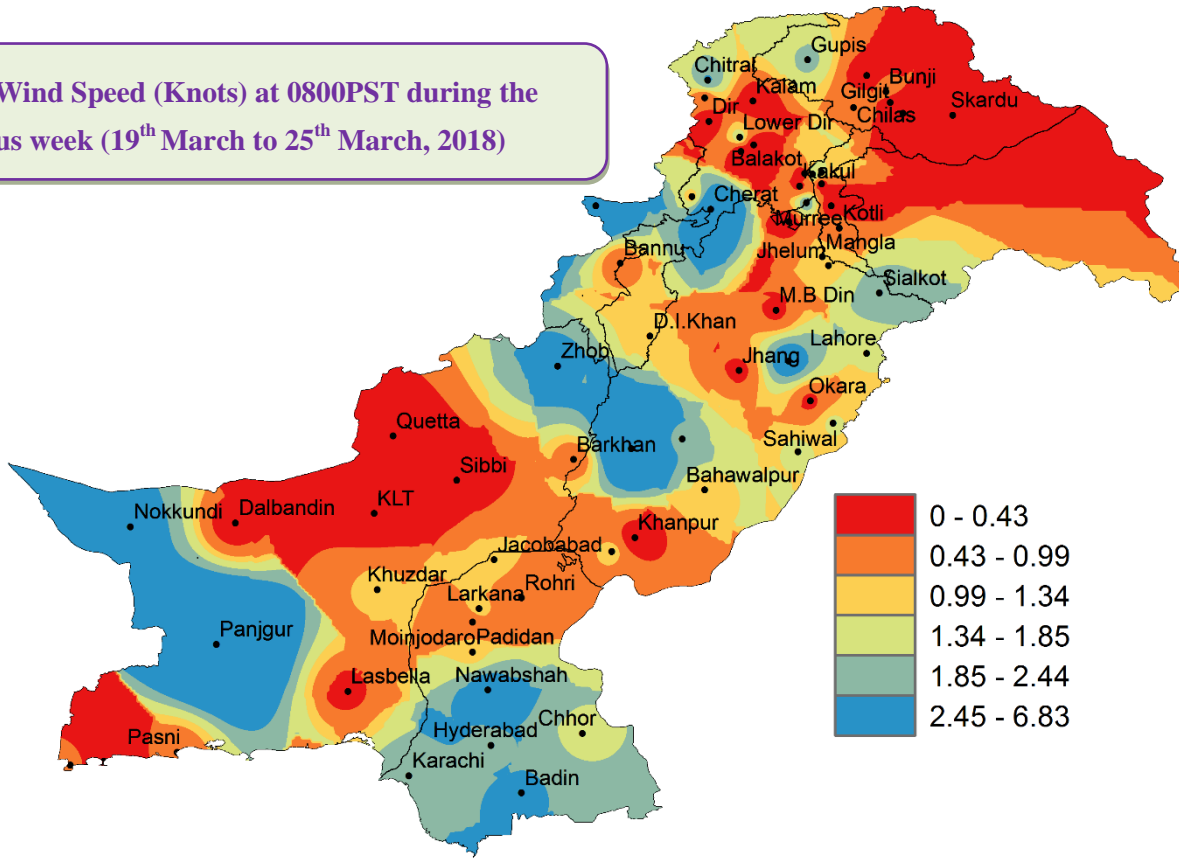 Wind Speed (Knots) at 0800PST during the
us week (19th March to 25th March, 2018)
Gupis
Chitral
Bunji
Kalam
Gilgit
Skardu
Dir
Chilas
Lower Dir
Balakot
Kakul
Cherat
Murree
Kotli
Bannu
Jhelum
Mangla
Sialkot
M.B Din
D.I.Khan
Lahore
Zhob
Jhang
Okara
Quetta
Barkhan
Sahiwal
Sibbi
Bahawalpur
KLT
Nokkundi
Dalbandin
Khanpur
Jacobabad
Khuzdar
Rohri
Larkana
Panjgur
Moinjodaro
Padidan
Lasbella
Nawabshah
Chhor
Pasni
Hyderabad
Karachi
Badin
0 - 0.43
0.43 - 0.99
0.99 - 1.34
1.34 - 1.85
1.85 - 2.44
2.45 - 6.83